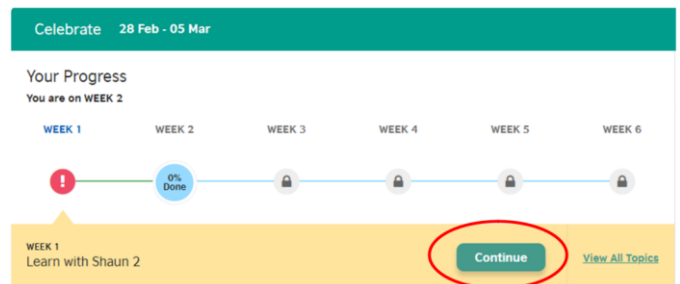 Celebrate 28 Feb - 05 Mar
Your Progress
You are on WEEK 2
WEEK 1 WEEK 2 WEEK 3 WEEK 4 WEEK 5 WEEK 6
! 0%
Done
WEEK 1
Learn with Shaun 2
Continue View All Topics